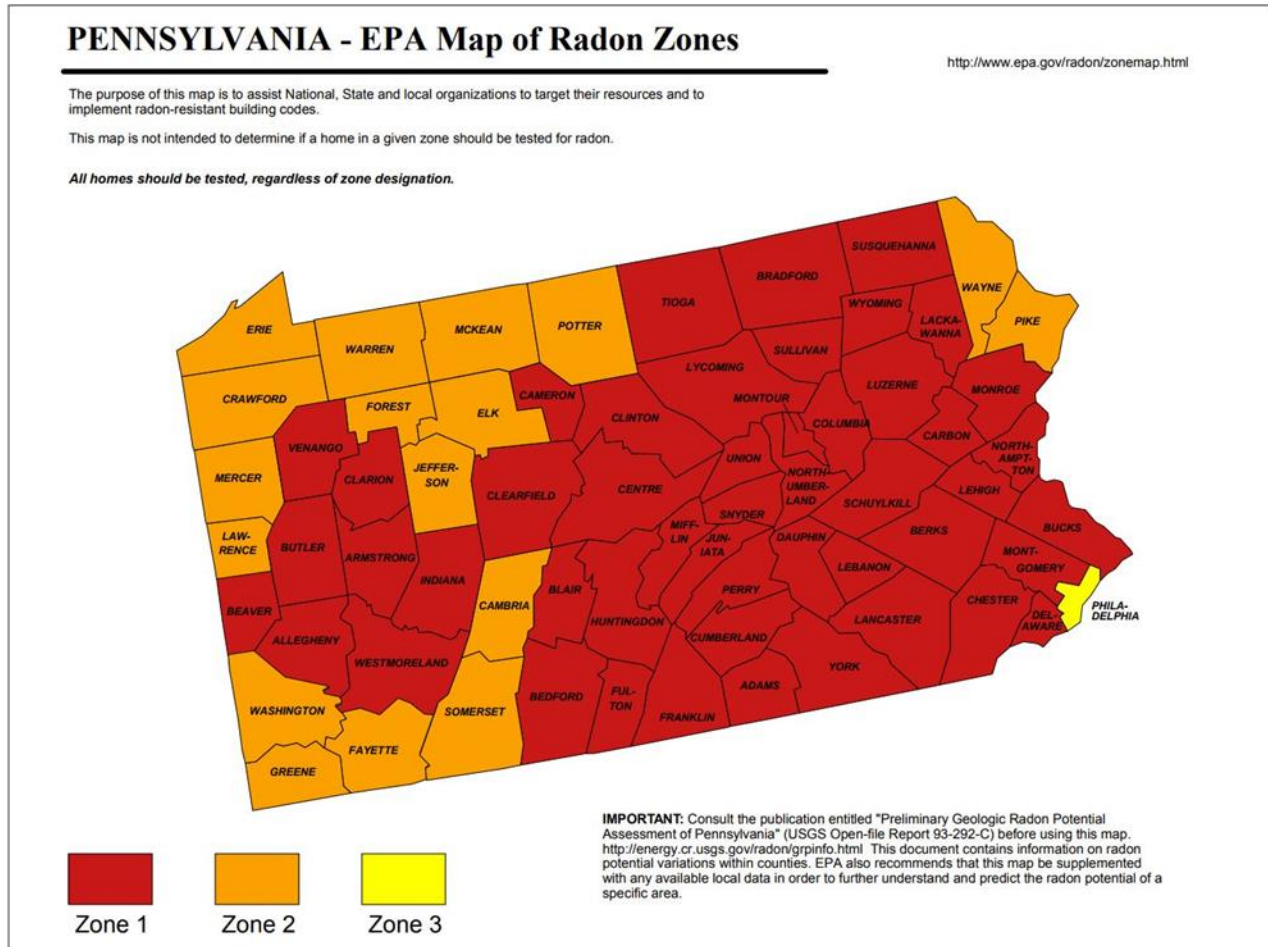 PENNSYLVANIA - EPA Map of Radon Zones
http://www.epa.gov/radon/zonemap.html
The purpose of this map is to assist National, State and local organizations to target their resources and to
implement radon-resistant building codes.
This map is not intended to determine if a home in a given zone should be tested for radon.
All homes should be tested, regardless of zone designation.
ERIE
WARREN
MCKEAN
POTTER
TIOGA
BRADFORD
SUSQUEHANNA
WAYNE
PIKE
WYOMING
LACKA-
WANNA
CRAWFORD
FOREST
ELK
CAMERON
CLINTON
LYCOMING
SULLIVAN
MONTOUR
COLUMBIA
LUZERNE
MONROE
VENANGO
MERCER
CLARION
JEFFER-
SON
CLEARFIELD
CENTRE
UNION
NORTH-
UMBER-
LAND
SNYDER
CARBON
NORTH-
AMPT-
TON
SCHUYLKILL
LEHIGH
LAW-
RENCE
BUTLER
ARMSTRONG
INDIANA
MIFF-
LIN
JUN-
IATA
DAUPHIN
BERKS
BUCKS
BEAVER
ALLEGHENY
WESTMORELAND
CAMBRIA
BLAIR
HUNTINGDON
PERRY
LEBANON
MONT-
GOMERY
CUMBERLAND
LANCASTER
CHESTER
DEL-
AWARE
PHILA-
DELPHIA
WASHINGTON
GREENE
FAYETTE
SOMERSET
BEDFORD
FUL-
TON
FRANKLIN
ADAMS
YORK
IMPORTANT: Consult the publication entitled "Preliminary Geologic Radon Potential
Assessment of Pennsylvania" (USGS Open-file Report 93-292-C) before using this map.
http://energy.cr.usgs.gov/radon/grpinfo.html This document contains information on radon
potential variations within counties. EPA also recommends that this map be supplemented
with any available local data in order to further understand and predict the radon potential of a
specific area.
Zone 1
Zone 2
Zone 3